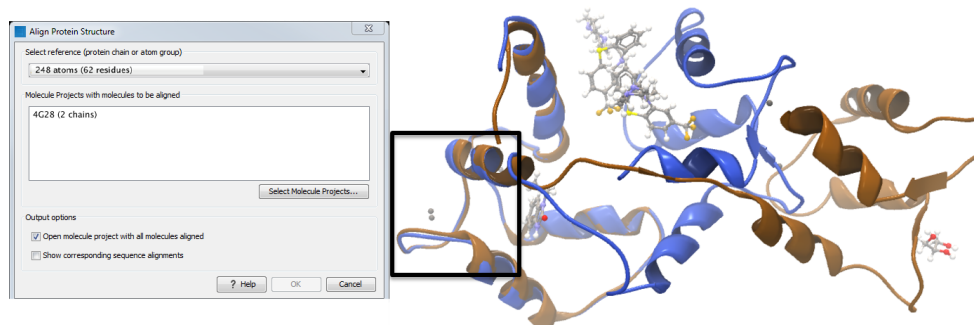 Align Protein Structure
Select reference (protein chain or atom group)
248 atoms (62 residues)
Molecule Projects with molecules to be aligned
4G28 (2 chains)
Select Molecule Projects...
Output options
Open molecule project with all molecules aligned
Show corresponding sequence alignments
? Help OK Cancel